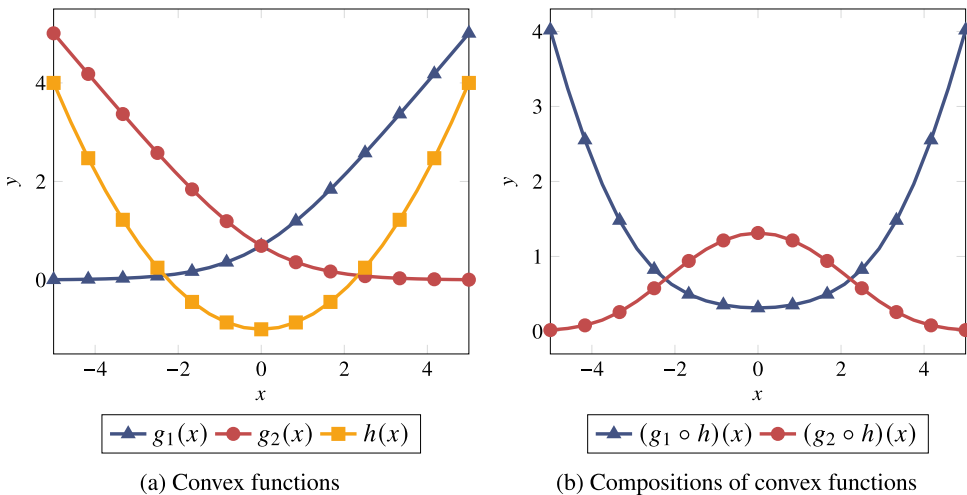 y
4
2
0
−4 −2 0 2 4
x
g₁(x) g₂(x) h(x)
(a) Convex functions
y
4
3
2
1
0
−4 −2 0 2 4
x
(g₁ ∘ h)(x) (g₂ ∘ h)(x)
(b) Compositions of convex functions